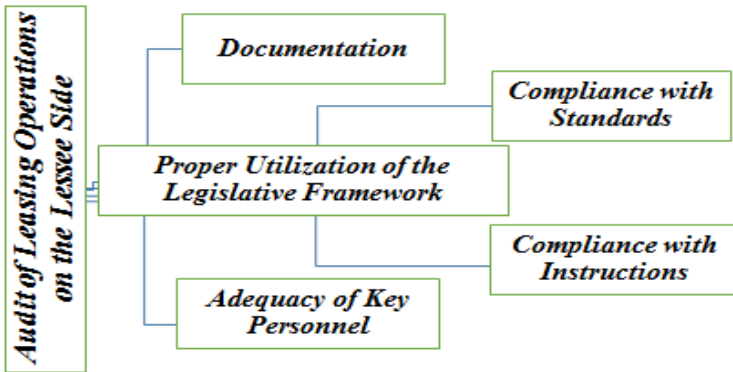 Audit of Leasing Operations
on the Lessee Side
Documentation
Compliance with
Standards
Proper Utilization of the
Legislative Framework
Compliance with
Instructions
Adequacy of Key
Personnel